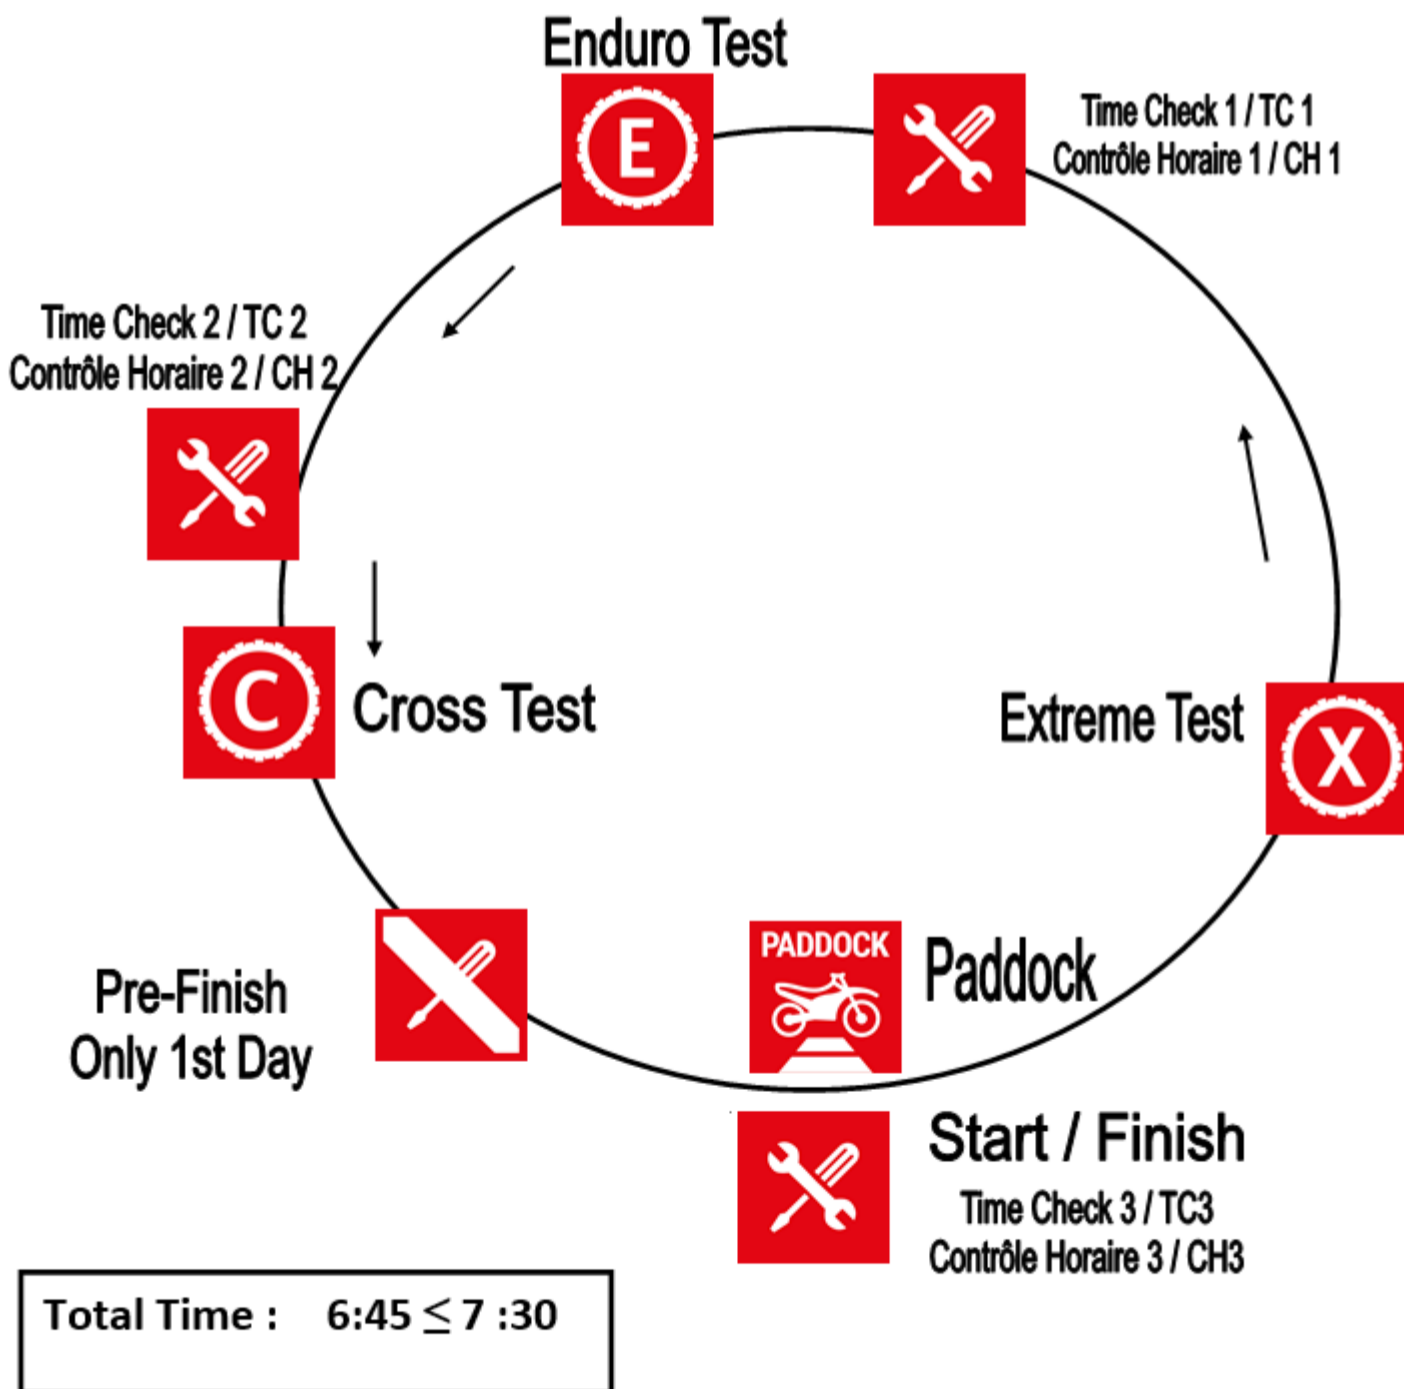 Enduro Test
E
Time Check 1 / TC 1
Contrôle Horaire 1 / CH 1
Time Check 2 / TC 2
Contrôle Horaire 2 / CH 2
C
Cross Test
Extreme Test
X
PADDOCK
Paddock
Pre-Finish
Only 1st Day
Start / Finish
Time Check 3 / TC3
Contrôle Horaire 3 / CH3
Total Time : 6:45 ≤ 7 :30